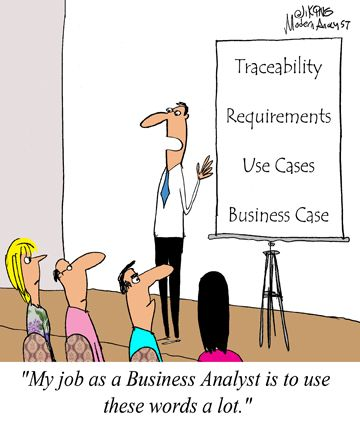 Modern Analyst
Traceability
Requirements
Use Cases
Business Case
"My job as a Business Analyst is to use
these words a lot."